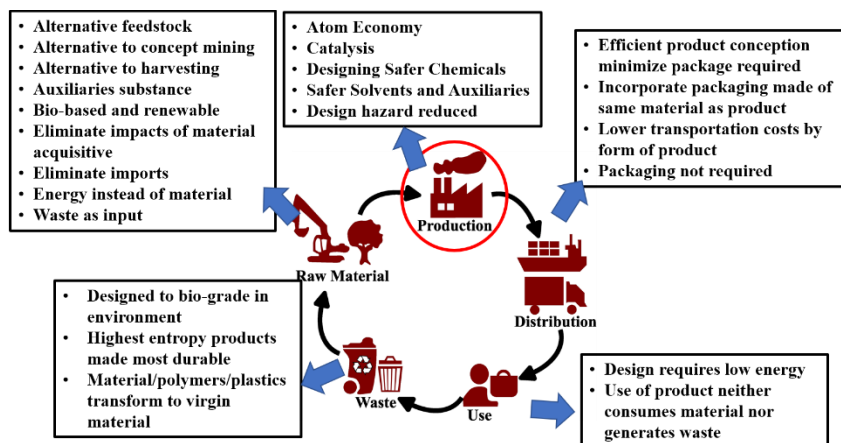 • Alternative feedstock
• Alternative to concept mining
• Alternative to harvesting
• Auxiliaries substance
• Bio-based and renewable
• Eliminate impacts of material
acquisitive
• Eliminate imports
• Energy instead of material
• Waste as input
• Atom Economy
• Catalysis
• Designing Safer Chemicals
• Safer Solvents and Auxiliaries
• Design hazard reduced
• Efficient product conception
minimize package required
• Incorporate packaging made of
same material as product
• Lower transportation costs by
form of product
• Packaging not required
Production
Raw Material
Distribution
• Designed to bio-grade in
environment
• Highest entropy products
made most durable
• Material/polymers/plastics
transform to virgin
material
Waste
Use
• Design requires low energy
• Use of product neither
consumes material nor
generates waste